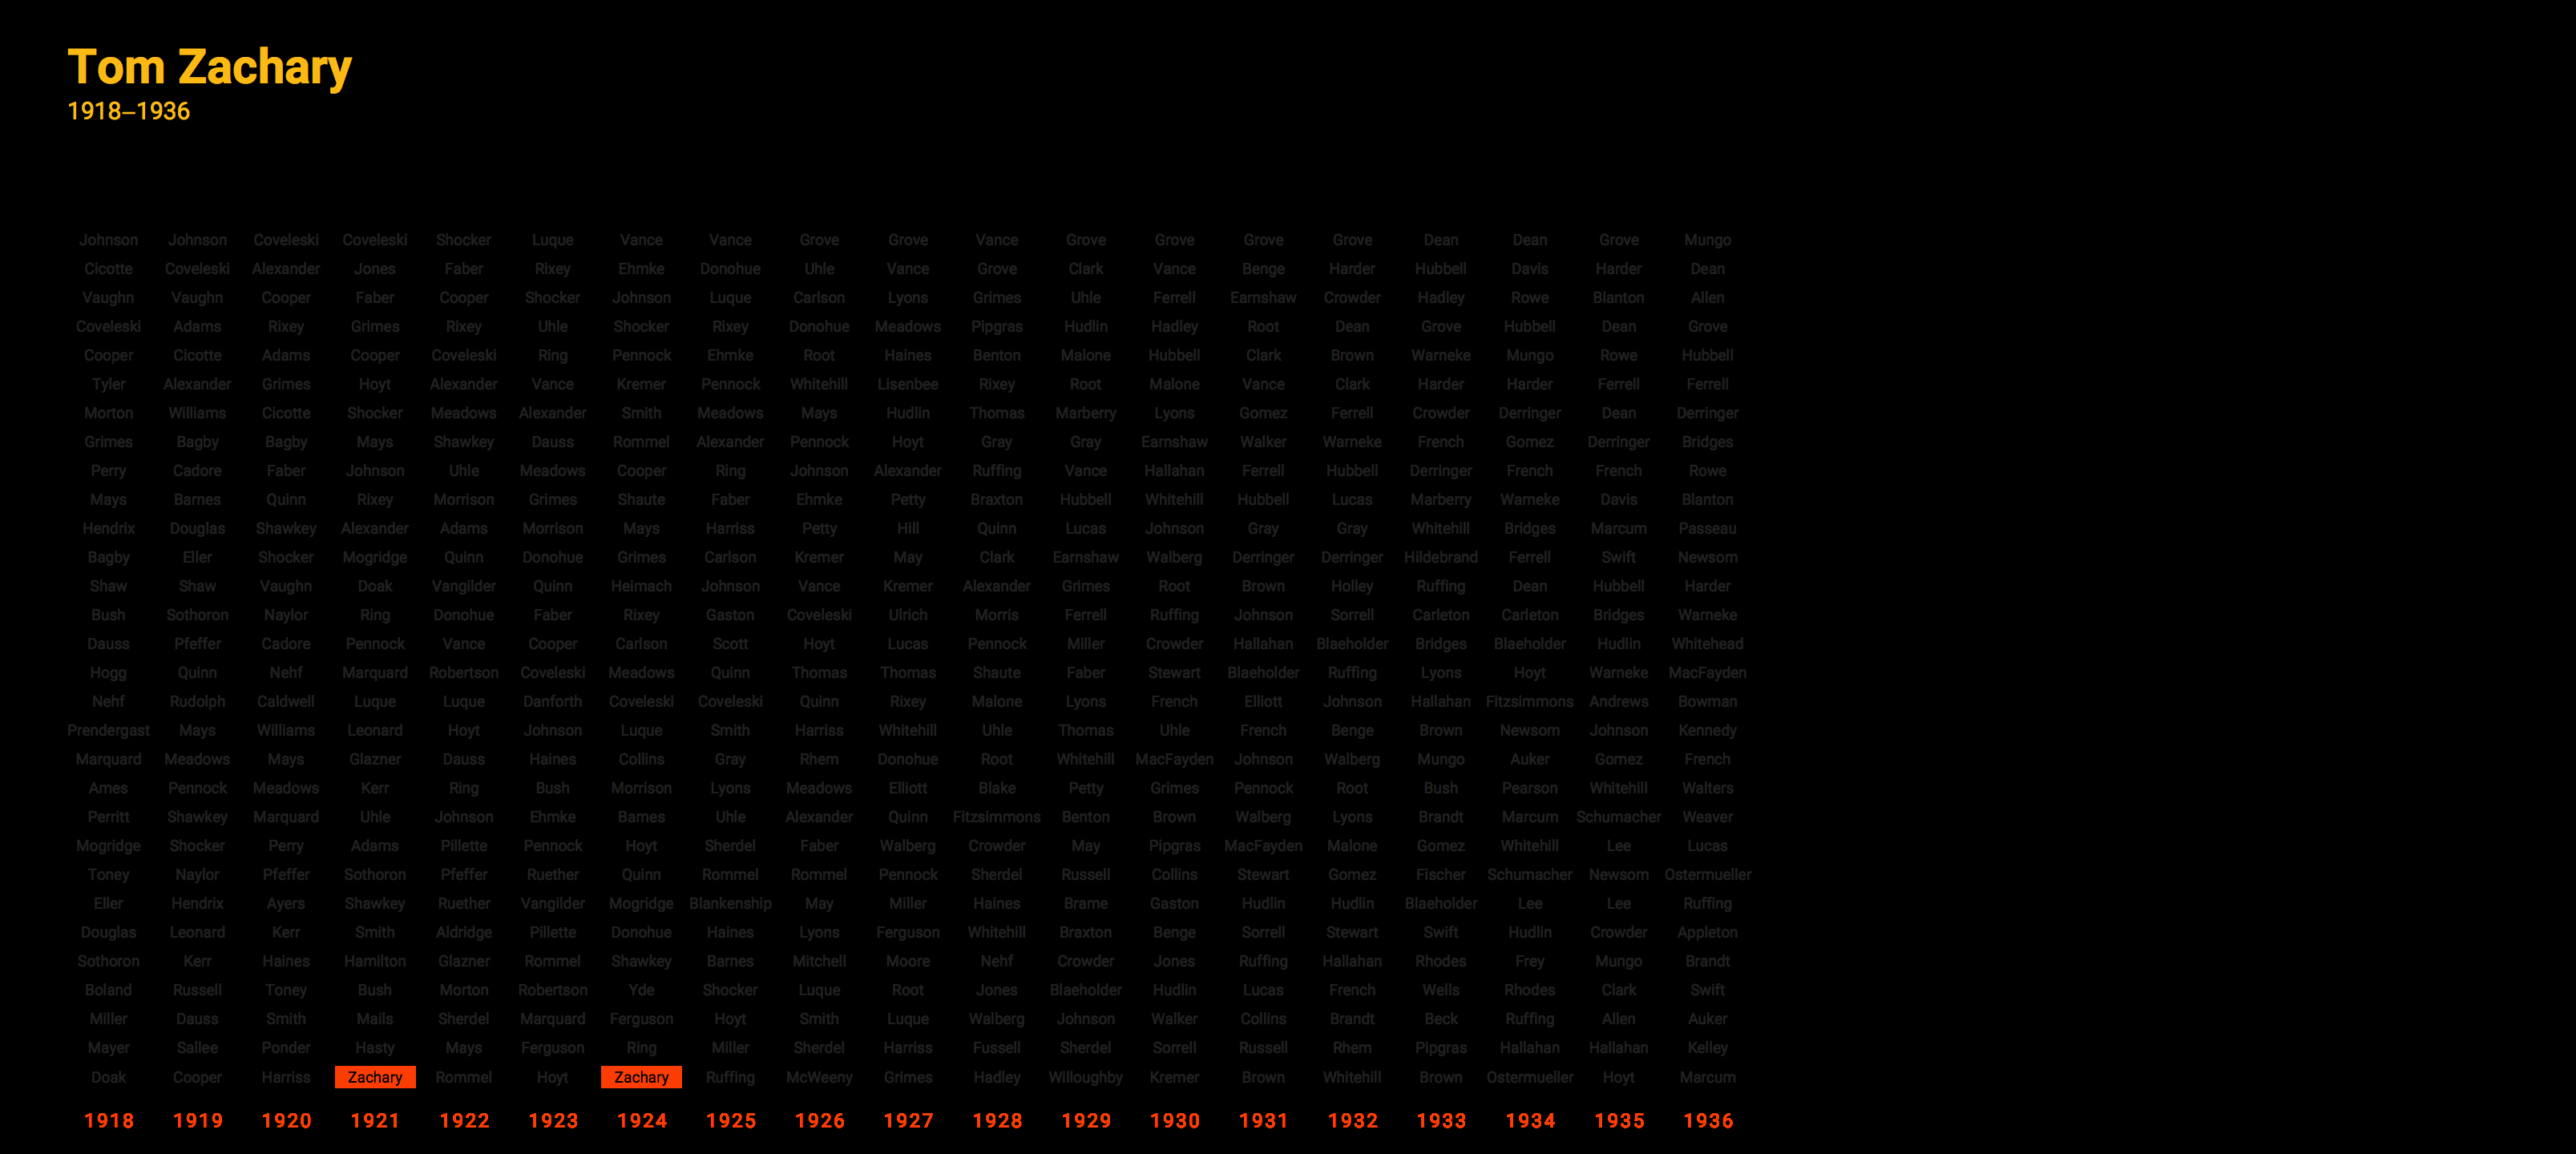 Tom Zachary
1918–1936
Johnson Johnson Coveleski Coveleski Shocker Luque Vance Vance Grove Grove Vance Grove Grove Grove Grove Dean Dean Grove Mungo
Cicotte Coveleski Alexander Jones Faber Rixey Ehmke Donohue Uhle Vance Grove Clark Vance Benge Harder Hubbell Davis Harder Dean
Vaughn Vaughn Cooper Faber Cooper Shocker Johnson Luque Carlson Lyons Grimes Uhle Ferrell Earnshaw Crowder Hadley Rowe Blanton Allen
Coveleski Adams Rixey Grimes Rixey Uhle Shocker Rixey Donohue Meadows Pipgras Hudlin Hadley Root Dean Grove Hubbell Dean Grove
Cooper Cicotte Adams Cooper Coveleski Ring Pennock Ehmke Root Haines Benton Malone Hubbell Clark Brown Warneke Mungo Rowe Hubbell
Tyler Alexander Grimes Hoyt Alexander Vance Kremer Pennock Whitehill Lisenbee Rixey Root Malone Vance Clark Harder Harder Ferrell Ferrell
Morton Williams Cicotte Shocker Meadows Alexander Smith Meadows Mays Hudlin Thomas Marberry Lyons Gomez Ferrell Crowder Derringer Dean Derringer
Grimes Bagby Bagby Mays Shawkey Dauss Rommel Alexander Pennock Hoyt Gray Gray Earnshaw Walker Warneke French Gomez Derringer Bridges
Perry Cadore Faber Johnson Uhle Meadows Cooper Ring Johnson Alexander Ruffing Vance Hallahan Ferrell Hubbell Derringer French French Rowe
Mays Barnes Quinn Rixey Morrison Grimes Shaute Faber Ehmke Petty Braxton Hubbell Whitehill Hubbell Lucas Marberry Warneke Davis Blanton
Hendrix Douglas Shawkey Alexander Adams Morrison Mays Harriss Petty Hill Quinn Lucas Johnson Gray Gray Whitehill Bridges Marcum Passeau
Bagby Eller Shocker Mogridge Quinn Donohue Grimes Carlson Kremer May Clark Earnshaw Walberg Derringer Derringer Hildebrand Ferrell Swift Newsom
Shaw Shaw Vaughn Doak Vangilder Quinn Heimach Johnson Vance Kremer Alexander Grimes Root Brown Holley Ruffing Dean Hubbell Harder
Bush Sothoron Naylor Ring Donohue Faber Rixey Gaston Coveleski Ulrich Morris Ferrell Ruffing Johnson Sorrell Carleton Carleton Bridges Warneke
Dauss Pfeffer Cadore Pennock Vance Cooper Carlson Scott Hoyt Lucas Pennock Miller Crowder Hallahan Blaeholder Bridges Blaeholder Hudlin Whitehead
Hogg Quinn Nehf Marquard Robertson Coveleski Meadows Quinn Thomas Thomas Shaute Faber Stewart Blaeholder Ruffing Lyons Hoyt Warneke MacFayden
Nehf Rudolph Caldwell Luque Luque Danforth Coveleski Coveleski Quinn Rixey Malone Lyons French Elliott Johnson Hallahan Fitzsimmons Andrews Bowman
Prendergast Mays Williams Leonard Hoyt Johnson Luque Smith Harriss Whitehill Uhle Thomas Uhle French Benge Brown Newsom Johnson Kennedy
Marquard Meadows Mays Glazner Dauss Haines Collins Gray Rhem Donohue Root Whitehill MacFayden Johnson Walberg Mungo Auker Gomez French
Ames Pennock Meadows Kerr Ring Bush Morrison Lyons Meadows Elliott Blake Petty Grimes Pennock Root Bush Pearson Whitehill Walters
Perritt Shawkey Marquard Uhle Johnson Ehmke Barnes Uhle Alexander Quinn Fitzsimmons Benton Brown Walberg Lyons Brandt Marcum Schumacher Weaver
Mogridge Shocker Perry Adams Pillette Pennock Hoyt Sherdel Faber Walberg Crowder May Pipgras MacFayden Malone Gomez Whitehill Lee Lucas
Toney Naylor Pfeffer Sothoron Pfeffer Ruether Quinn Rommel Rommel Pennock Sherdel Russell Collins Stewart Gomez Fischer Schumacher Newsom Ostermueller
Eller Hendrix Ayers Shawkey Ruether Vangilder Mogridge Blankenship May Miller Haines Brame Gaston Hudlin Hudlin Blaeholder Lee Lee Ruffing
Douglas Leonard Kerr Smith Aldridge Pillette Donohue Haines Lyons Ferguson Whitehill Braxton Benge Sorrell Stewart Swift Hudlin Crowder Appleton
Sothoron Kerr Haines Hamilton Glazner Rommel Shawkey Barnes Mitchell Moore Nehf Crowder Jones Ruffing Hallahan Rhodes Frey Mungo Brandt
Boland Russell Toney Bush Morton Robertson Yde Shocker Luque Root Jones Blaeholder Hudlin Lucas French Wells Rhodes Clark Swift
Miller Dauss Smith Mails Sherdel Marquard Ferguson Hoyt Smith Luque Walberg Johnson Walker Collins Brandt Beck Ruffing Allen Auker
Mayer Sallee Ponder Hasty Mays Ferguson Ring Miller Sherdel Harriss Fussell Sherdel Sorrell Russell Rhem Pipgras Hallahan Hallahan Kelley
Doak Cooper Harriss Zachary Rommel Hoyt Zachary Ruffing McWeeny Grimes Hadley Willoughby Kremer Brown Whitehill Brown Ostermueller Hoyt Marcum
1918 1919 1920 1921 1922 1923 1924 1925 1926 1927 1928 1929 1930 1931 1932 1933 1934 1935 1936